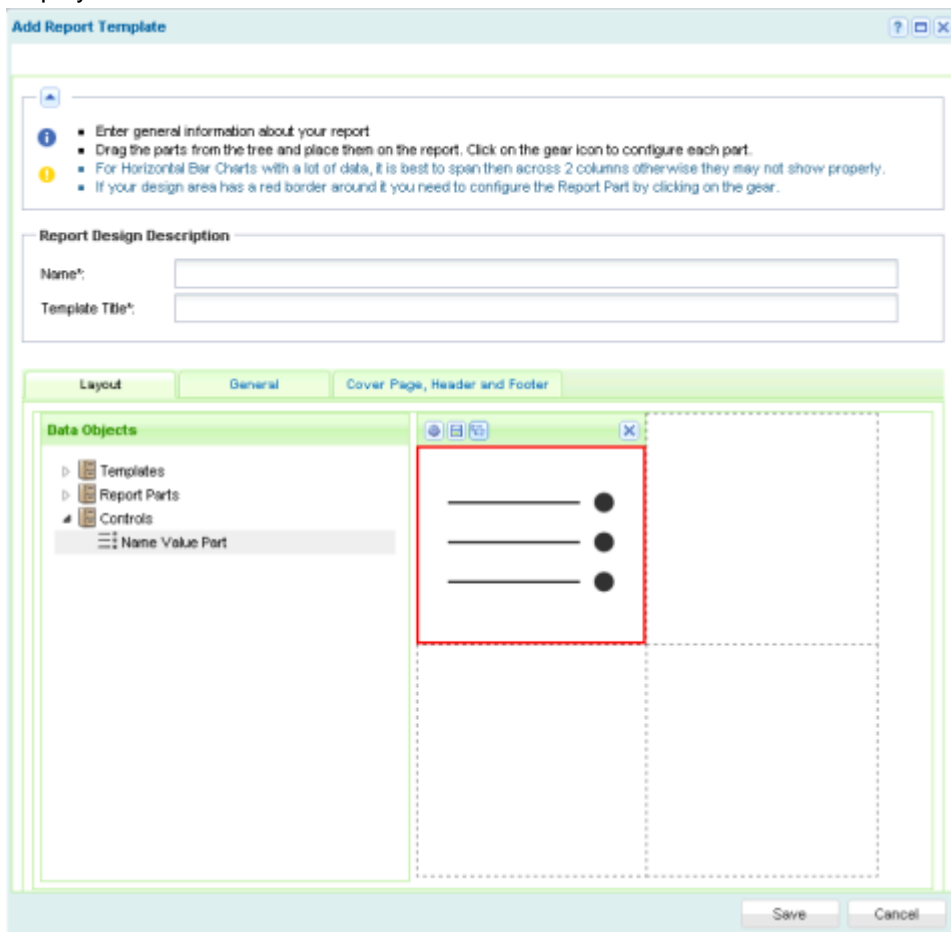 Add Report Template
?
Enter general information about your report
Drag the parts from the tree and place them on the report. Click on the gear icon to configure each part.
For Horizontal Bar Charts with a lot of data, it is best to span then across 2 columns otherwise they may not show properly.
If your design area has a red border around it you need to configure the Report Part by clicking on the gear.
Report Design Description
Name*:
Template Title*:
Layout
General
Cover Page, Header and Footer
Data Objects
Templates
Report Parts
Controls
Name Value Part
Save
Cancel